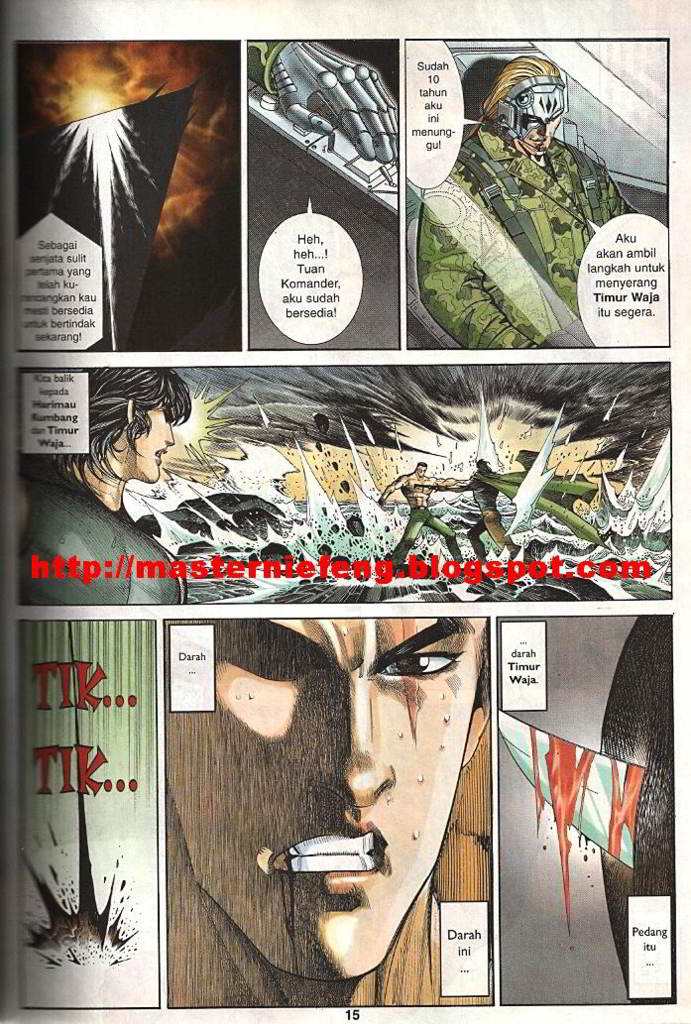 Sebagai
senjata sulit
pertama yang
telah ku-
rancangkan kau
mesti bersedia
untuk bertindak
sekarang!
Heh,
heh...!
Tuan
Komander,
aku sudah
bersedia!
Sudah
10
tahun
aku
ini
menung-
gu!
Aku
akan ambil
langkah untuk
menyerang
Timur Waja
itu segera.
Kita balik
kepada
Harimau
Kumbang
dan Timur
Waja...
http://masterniefeng.blogspot.com
TIK...
TIK...
Darah
...
Darah
ini
...
...
darah
Timur
Waja.
Pedang
itu
...
15